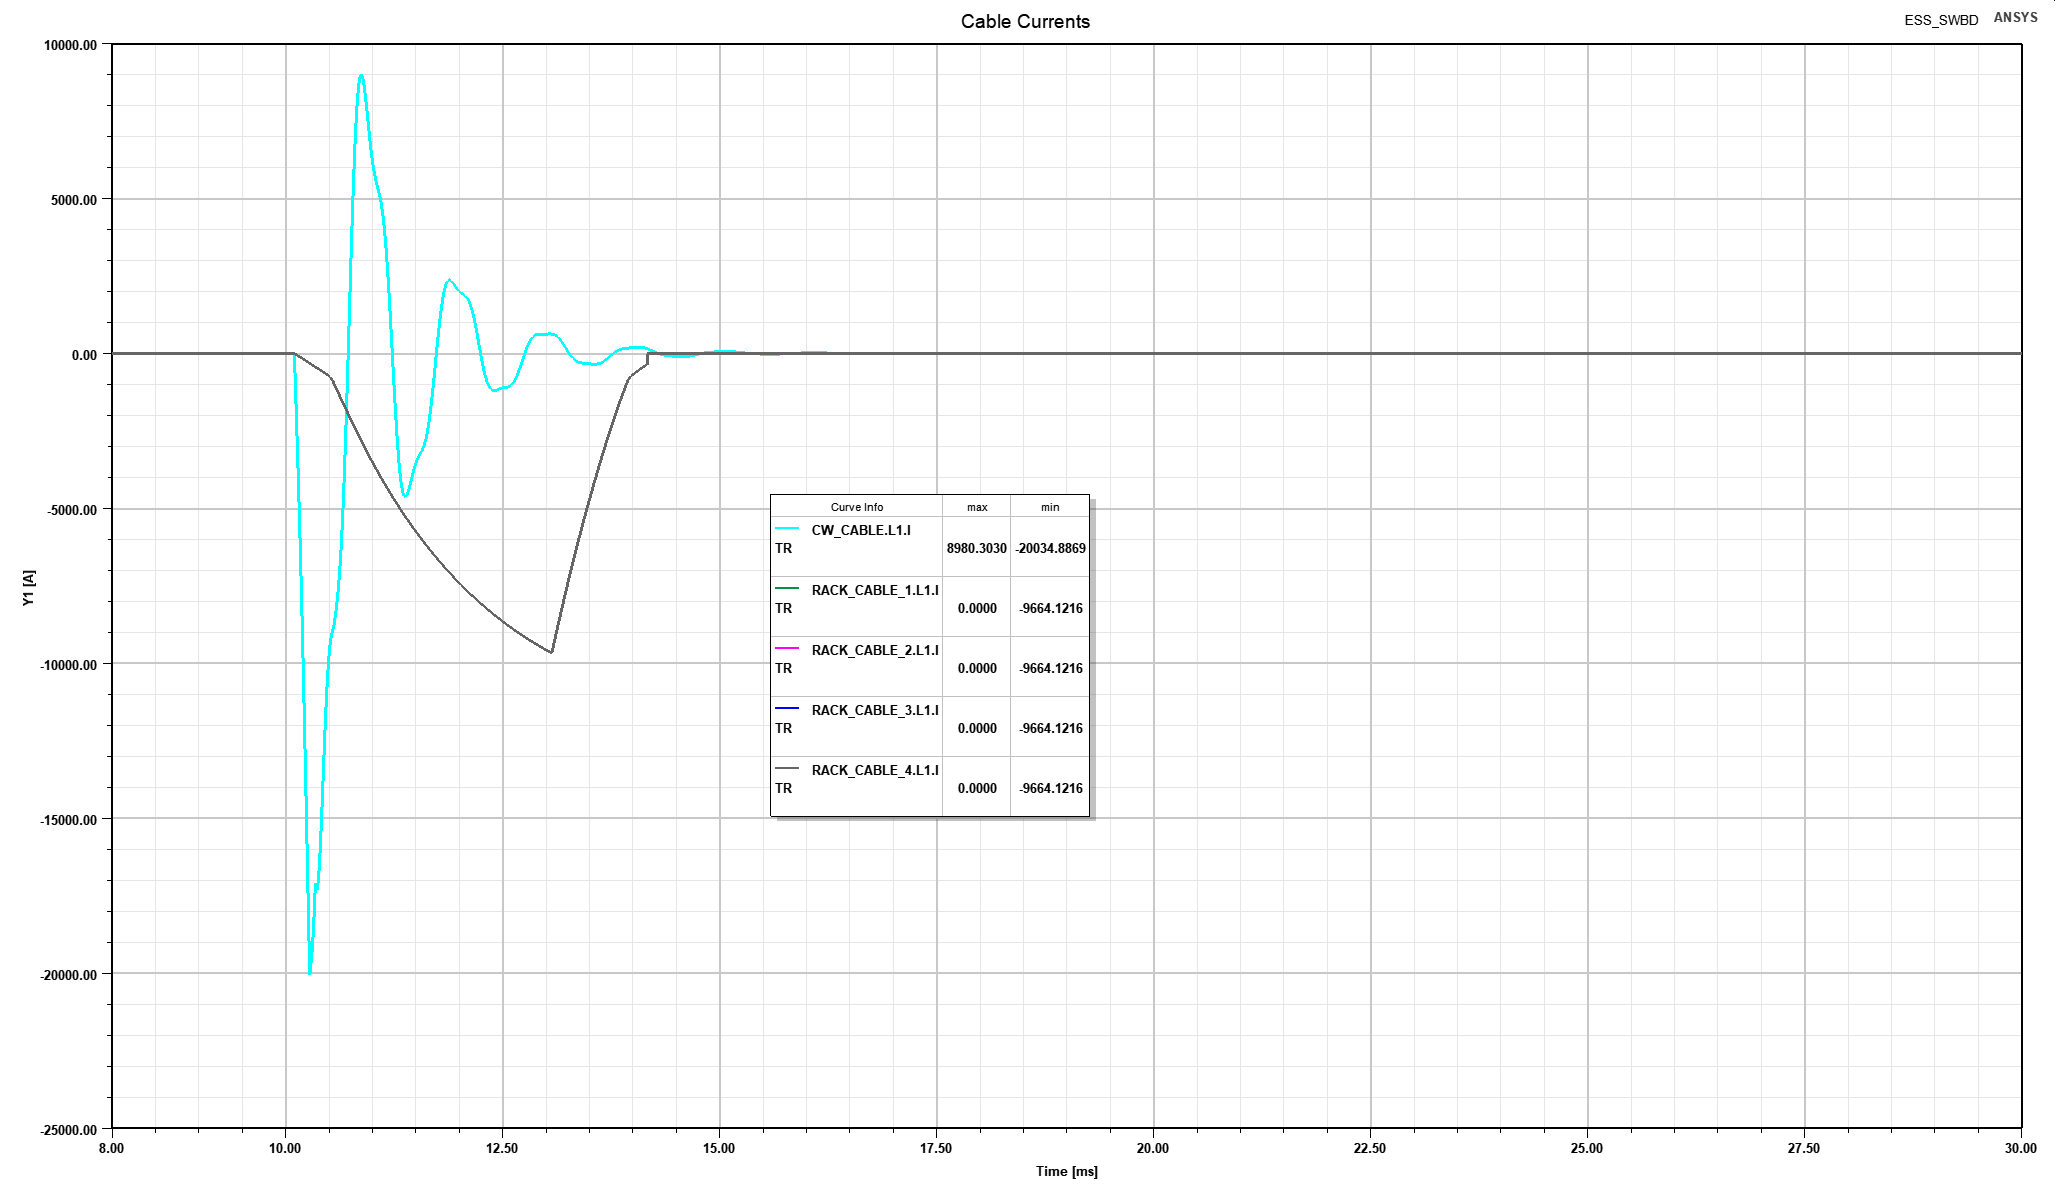 Cable Currents
ESS_SWBD ANSYS
10000.00
5000.00
0.00
-5000.00
-10000.00
-15000.00
-20000.00
-25000.00
Y1 [A]
Curve Info max min
CW_CABLE.L1.I
TR 8980.3030 -20034.8869
RACK_CABLE_1.L1.I
TR 0.0000 -9664.1216
RACK_CABLE_2.L1.I
TR 0.0000 -9664.1216
RACK_CABLE_3.L1.I
TR 0.0000 -9664.1216
RACK_CABLE_4.L1.I
TR 0.0000 -9664.1216
8.00 10.00 12.50 15.00 17.50 20.00 22.50 25.00 27.50 30.00
Time [ms]